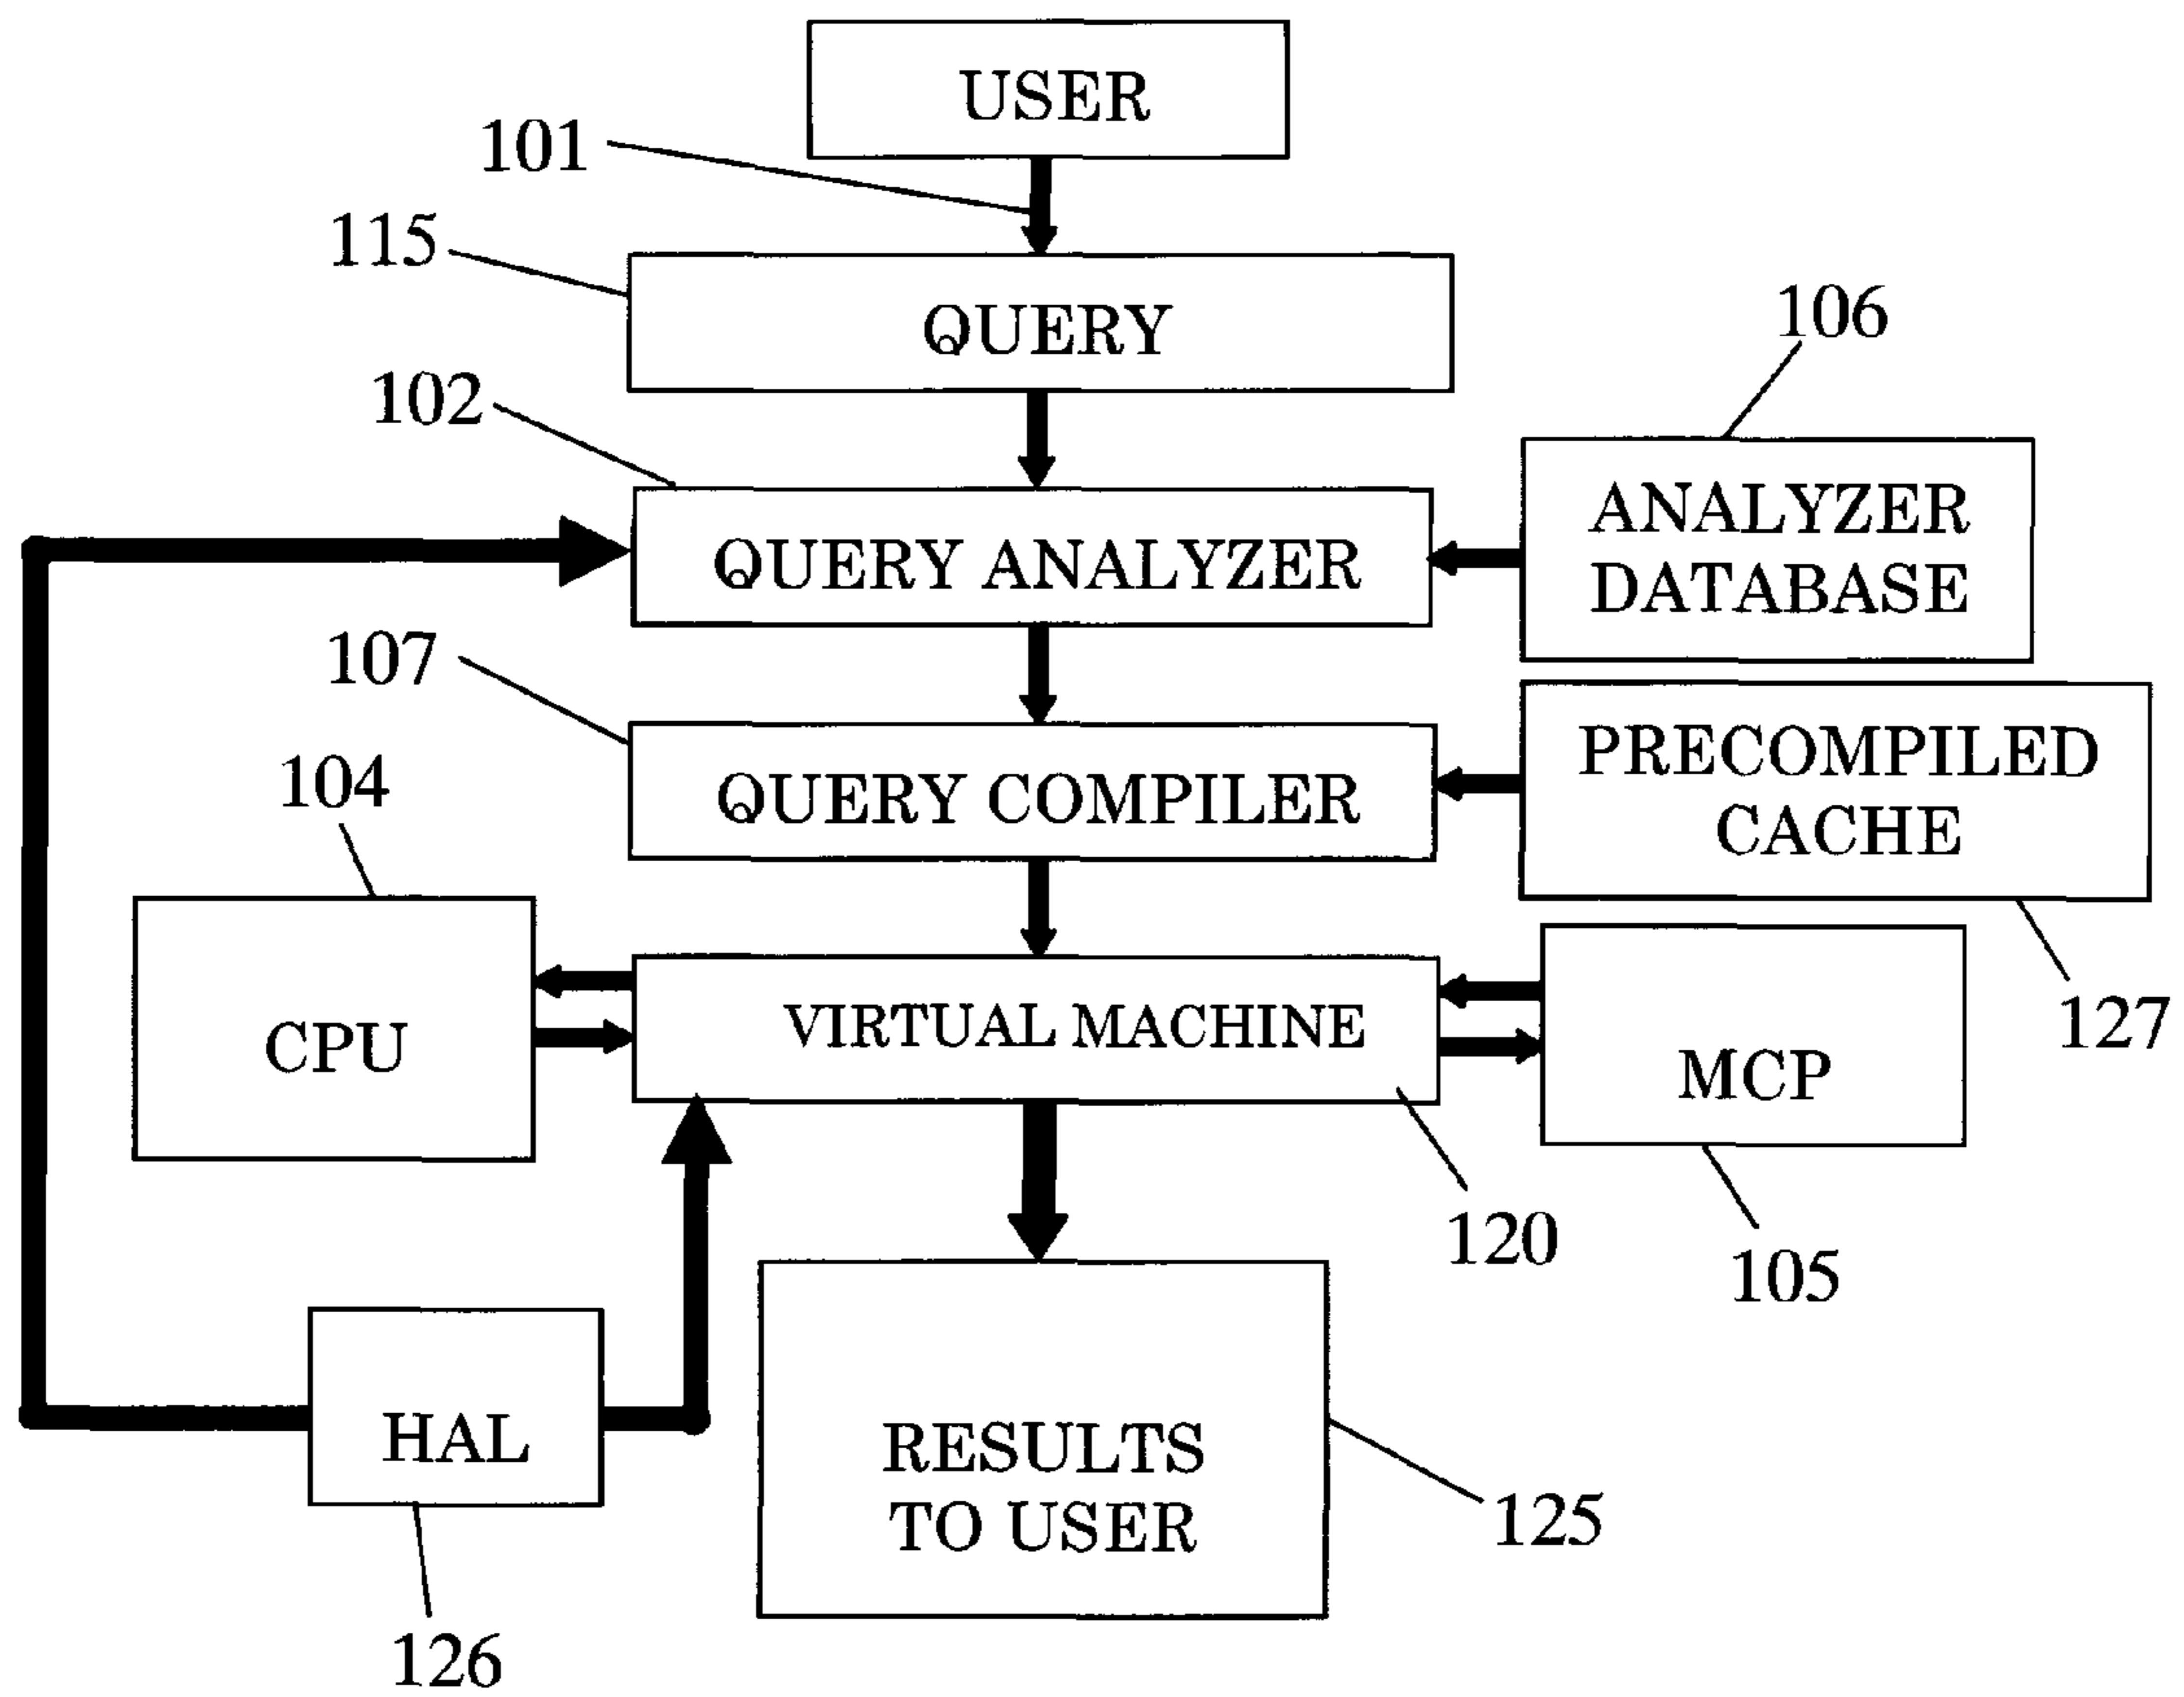 USER
101
115
QUERY
106
102
ANALYZER
DATABASE
QUERY ANALYZER
107
PRECOMPILED
CACHE
QUERY COMPILER
104
127
CPU
VIRTUAL MACHINE
MCP
120
105
HAL
RESULTS
TO USER
125
126